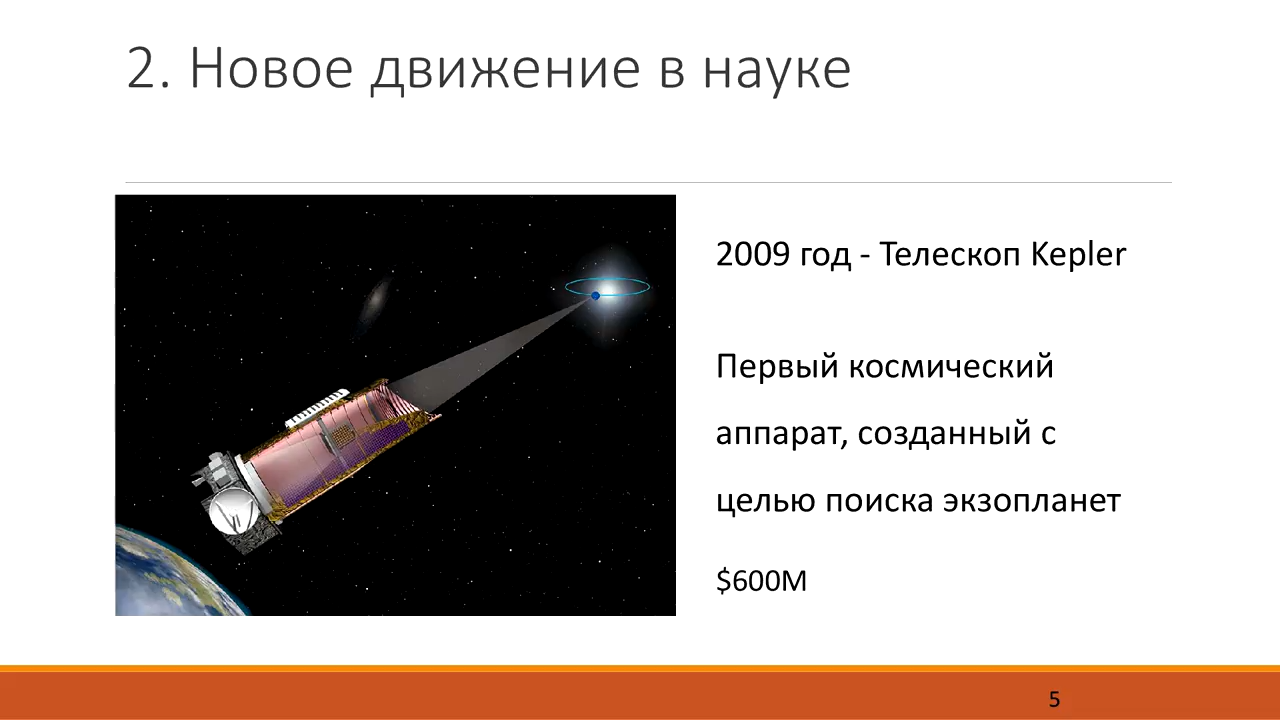 2. Новое движение в науке
2009 год - Телескоп Kepler
Первый космический
аппарат, созданный с
целью поиска экзопланет
$600M
5